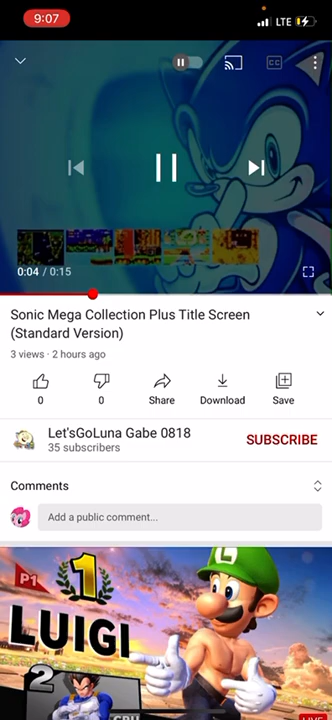 9:07
LTE
CC
0:04 / 0:15
Sonic Mega Collection Plus Title Screen
(Standard Version)
3 views · 2 hours ago
0
0
Share
Download
Save
Let'sGoLuna Gabe 0818
35 subscribers
SUBSCRIBE
Comments
Add a public comment...
P1
1
LUIGI
L
2
CPU
LIVE